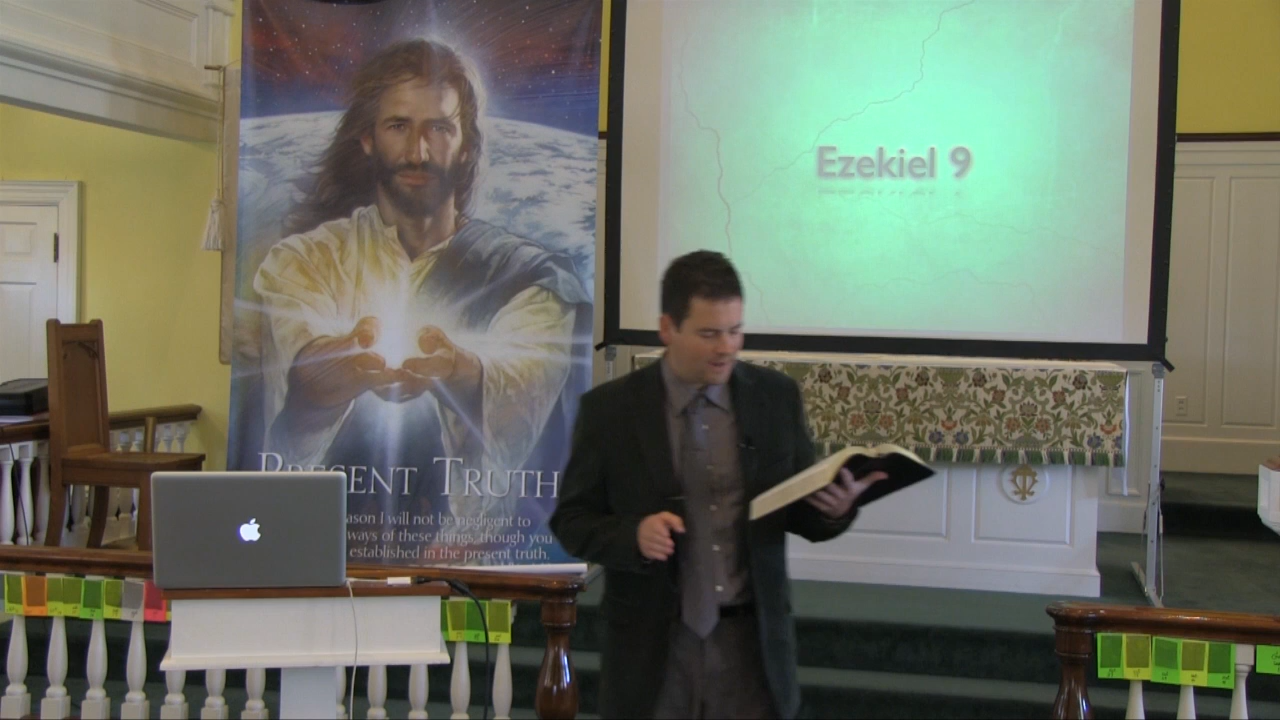 Ezekiel 9
PRESENT TRUTH
ason I will not be negligent to
ways of these things, though you
established in the present truth.